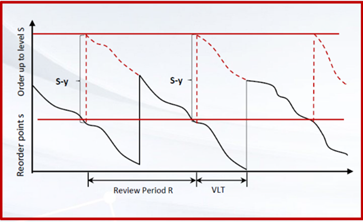 Order up to level S
Reorder point s
S-y
S-y
Review Period R
VLT